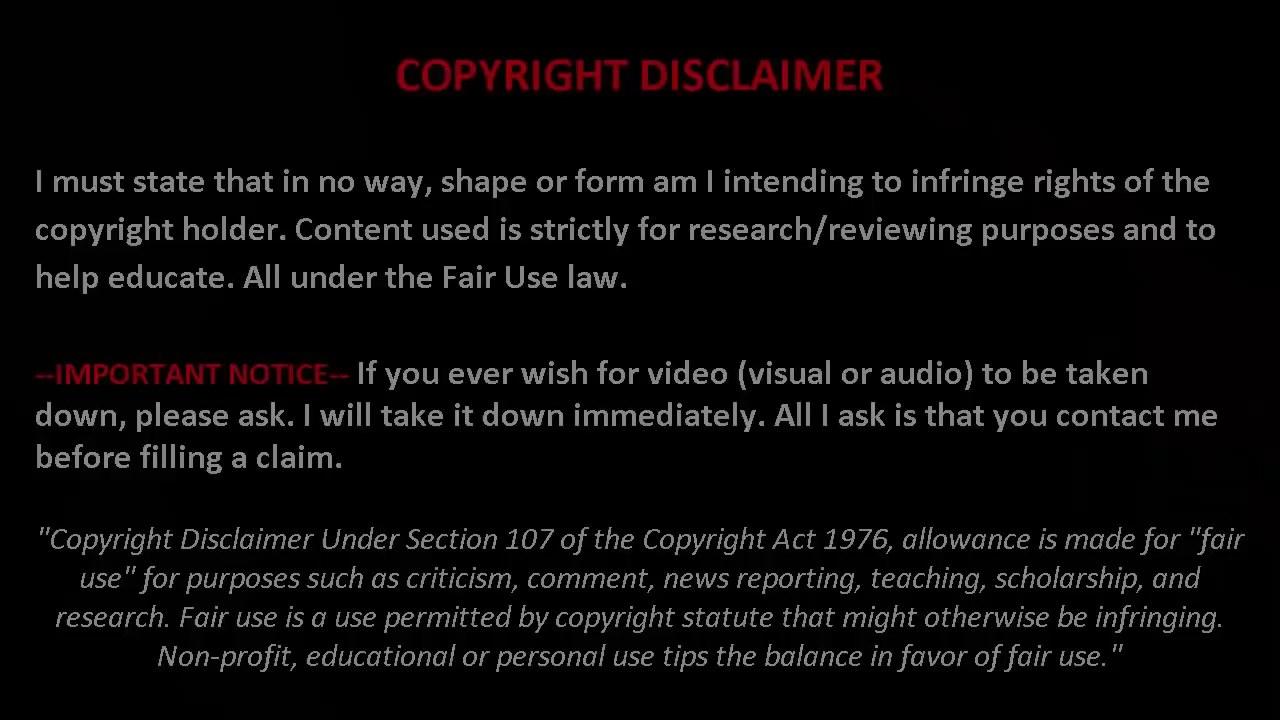 COPYRIGHT DISCLAIMER
I must state that in no way, shape or form am I intending to infringe rights of the
copyright holder. Content used is strictly for research/reviewing purposes and to
help educate. All under the Fair Use law.
--IMPORTANT NOTICE-- If you ever wish for video (visual or audio) to be taken
down, please ask. I will take it down immediately. All I ask is that you contact me
before filling a claim.
"Copyright Disclaimer Under Section 107 of the Copyright Act 1976, allowance is made for "fair
use" for purposes such as criticism, comment, news reporting, teaching, scholarship, and
research. Fair use is a use permitted by copyright statute that might otherwise be infringing.
Non-profit, educational or personal use tips the balance in favor of fair use."